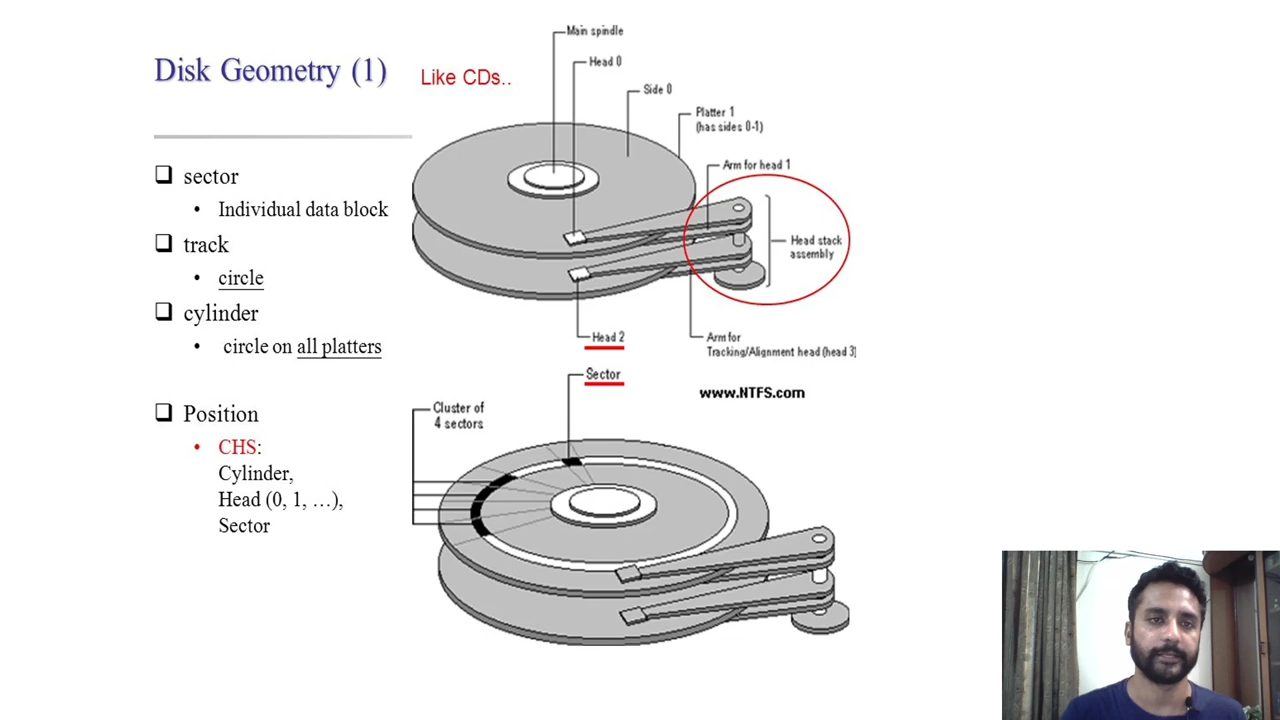 Disk Geometry (1)
Like CDs..
sector
• Individual data block
track
• circle
cylinder
• circle on all platters
Position
• CHS:
Cylinder,
Head (0, 1, …),
Sector
Main spindle
Head 0
Side 0
Platter 1
(has sides 0-1)
Arm for head 1
Head stack
assembly
Head 2
Arm for
Tracking/Alignment head (head 3)
Sector
www.NTFS.com
Cluster of
4 sectors